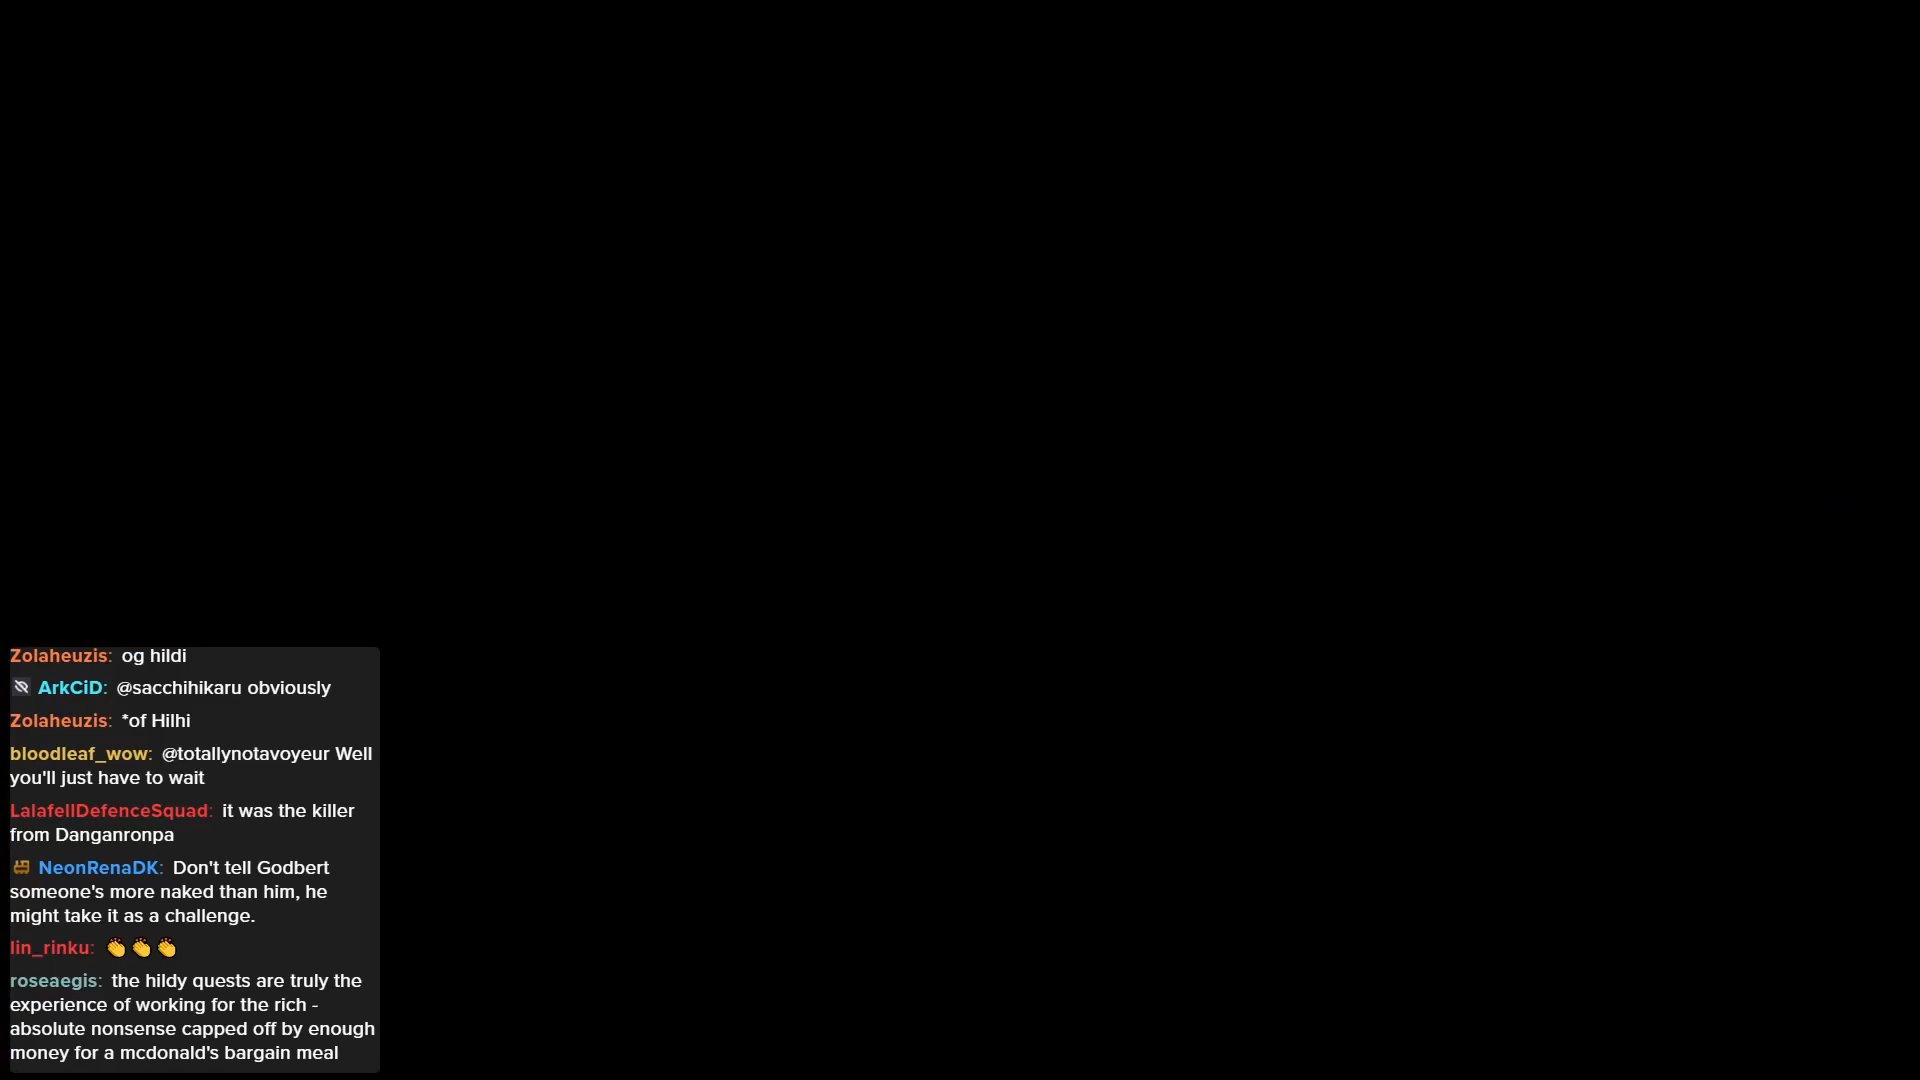 Zolaheuzis: og hildi
ArkCiD: @sacchihikaru obviously
Zolaheuzis: *of Hilhi
bloodleaf_wow: @totallynotavoyeur Well
you'll just have to wait
LalafellDefenceSquad: it was the killer
from Danganronpa
NeonRenaDK: Don't tell Godbert
someone's more naked than him, he
might take it as a challenge.
lin_rinku: 👏👏👏
roseaegis: the hildy quests are truly the
experience of working for the rich -
absolute nonsense capped off by enough
money for a mcdonald's bargain meal